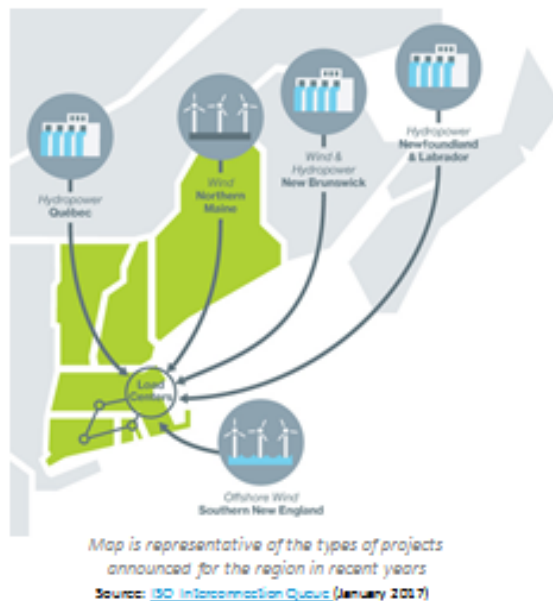 Hydropower
Québec
Wind
Northern
Maine
Wind &
Hydropower
New Brunswick
Hydropower
Newfoundland
& Labrador
Load
Centers
Offshore Wind
Southern New England
Map is representative of the types of projects
announced for the region in recent years
Source: ISO Interconnection Queue (January 2017)